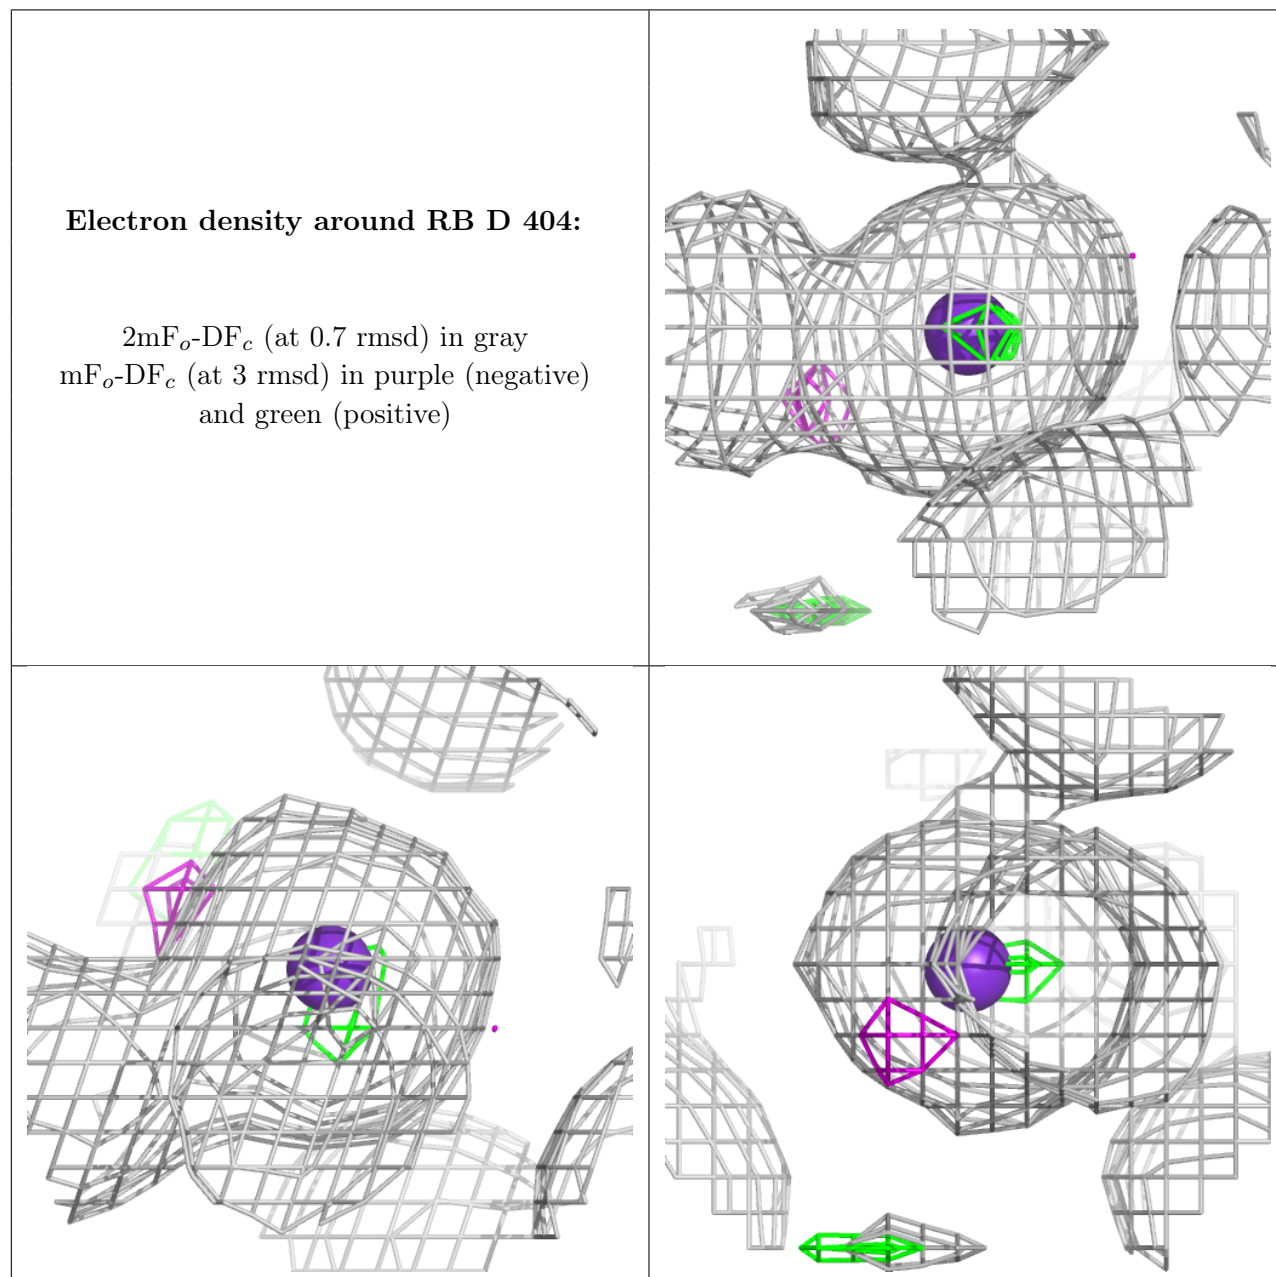 Electron density around RB D 404:
2mFo-DFc (at 0.7 rmsd) in gray
mFo-DFc (at 3 rmsd) in purple (negative)
and green (positive)